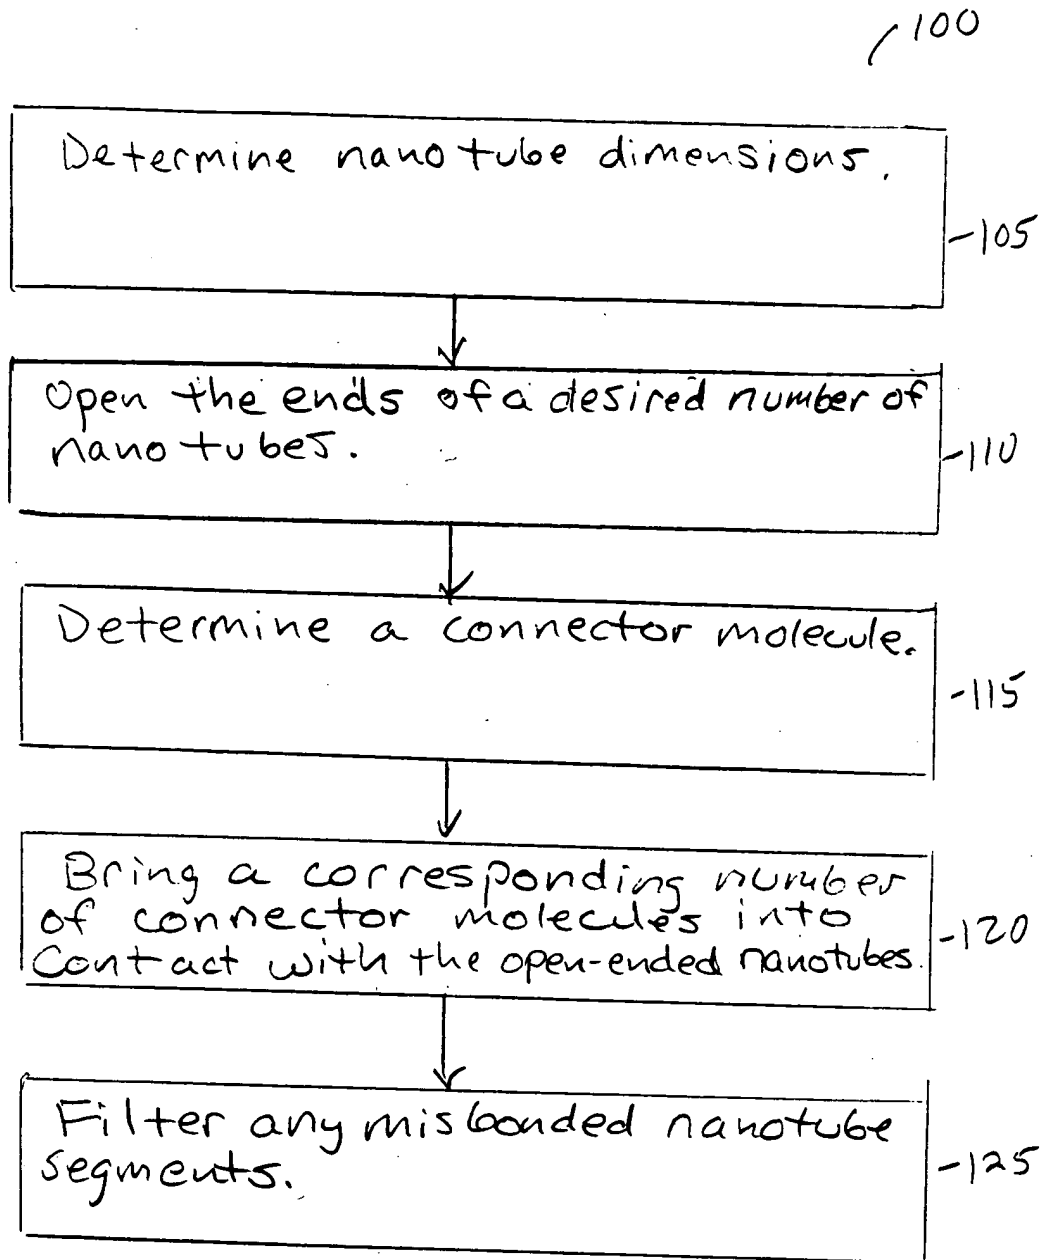 100
Determine nanotube dimensions.
-105
Open the ends of a desired number of
nanotubes.
-110
Determine a connector molecule.
-115
Bring a corresponding number
of connector molecules into
Contact with the open-ended nanotubes.
-120
Filter any misbonded nanotube
segments.
-125